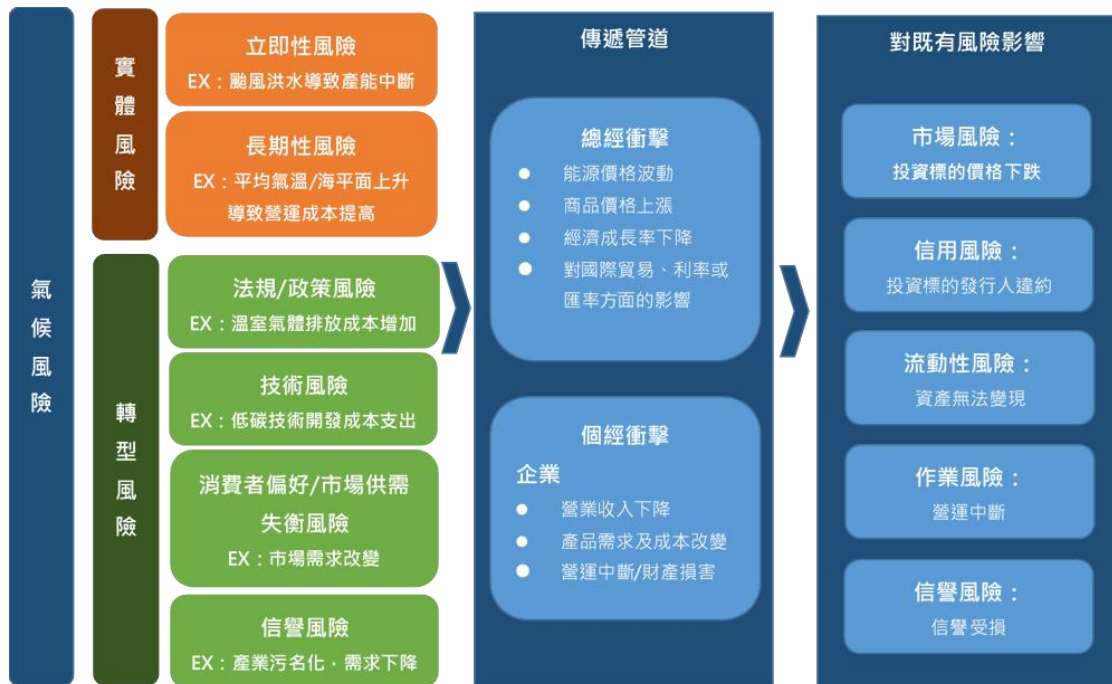 氣候風險
實體風險
立即性風險
EX：颱風洪水導致產能中斷
長期性風險
EX：平均氣溫/海平面上升
導致營運成本提高
轉型風險
法規/政策風險
EX：溫室氣體排放成本增加
技術風險
EX：低碳技術開發成本支出
消費者偏好/市場供需
失衡風險
EX：市場需求改變
信譽風險
EX：產業污名化，需求下降
傳遞管道
總經衝擊
● 能源價格波動
● 商品價格上漲
● 經濟成長率下降
● 對國際貿易、利率或
匯率方面的影響
個經衝擊
企業
● 營業收入下降
● 產品需求及成本改變
● 營運中斷/財產損害
對既有風險影響
市場風險：
投資標的價格下跌
信用風險：
投資標的發行人違約
流動性風險：
資產無法變現
作業風險：
營運中斷
信譽風險：
信譽受損